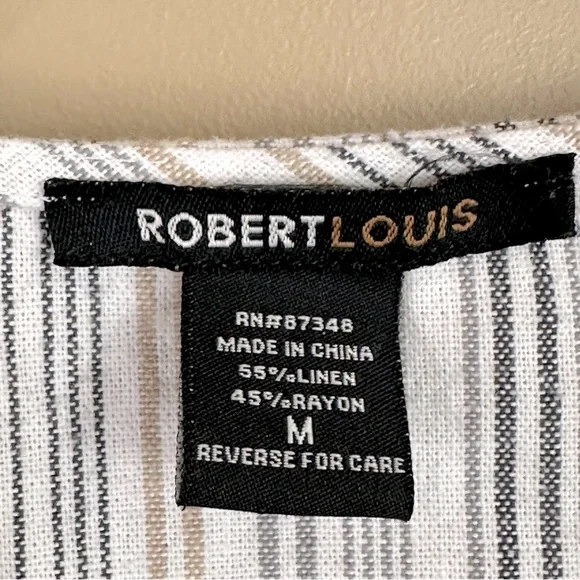 ROBERTLOUIS
RN#87348
MADE IN CHINA
55%LINEN
45%RAYON
M
REVERSE FOR CARE